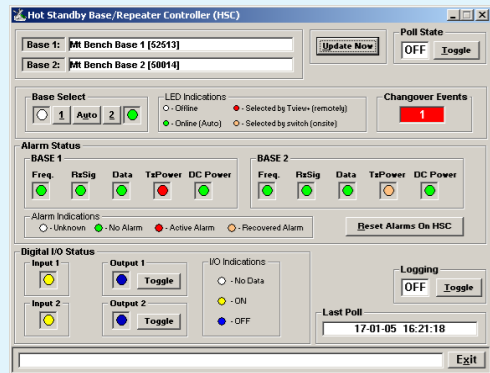 Hot Standby Base/Repeater Controller (HSC)
Base 1: Mt Bench Base 1 [52513]
Base 2: Mt Bench Base 2 [50014]
Update Now
Poll State
OFF Toggle
Base Select
1 Auto 2
LED Indications
- Offline
- Selected by Tview+ (remotely)
- Online (Auto)
- Selected by switch (onsite)
Changover Events
1
Alarm Status
BASE 1
Freq. RxSig Data TxPower DC Power
BASE 2
Freq. RxSig Data TxPower DC Power
Alarm Indications
- Unknown - No Alarm - Active Alarm - Recovered Alarm
Reset Alarms On HSC
Digital I/O Status
Input 1
Output 1
Toggle
Input 2
Output 2
Toggle
I/O Indications
- No Data
- ON
- OFF
Logging
OFF Toggle
Last Poll
17-01-05 16:21:18
Exit